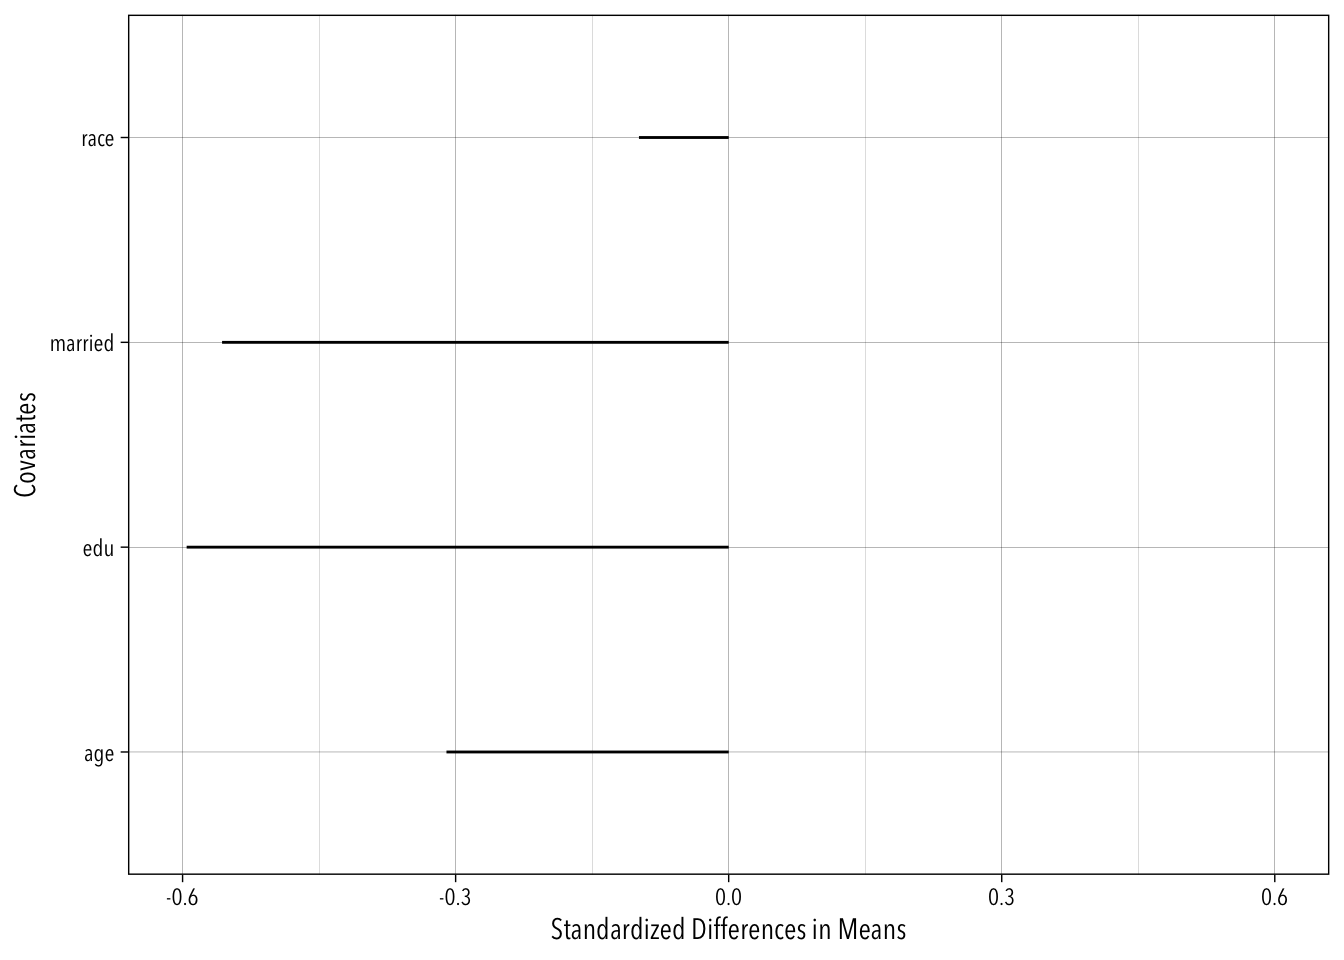 race
married
edu
age
Covariates
-0.6 -0.3 0.0 0.3 0.6
Standardized Differences in Means